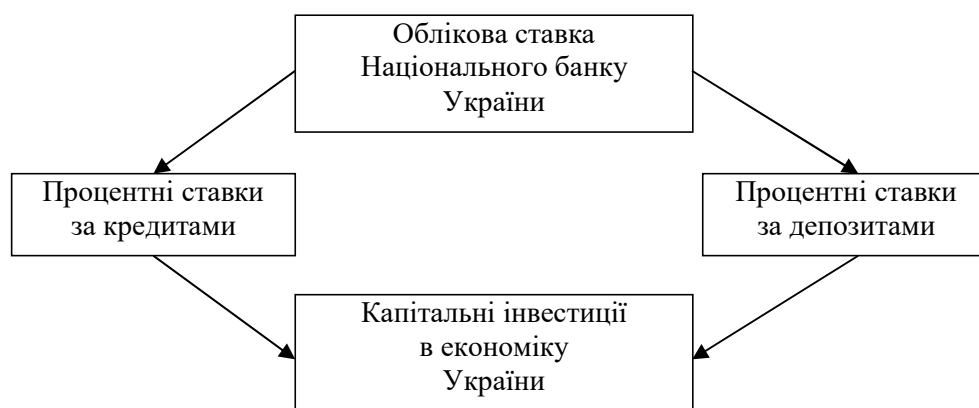 Облікова ставка
Національного банку
України
Процентні ставки
за кредитами
Процентні ставки
за депозитами
Капітальні інвестиції
в економіку
України